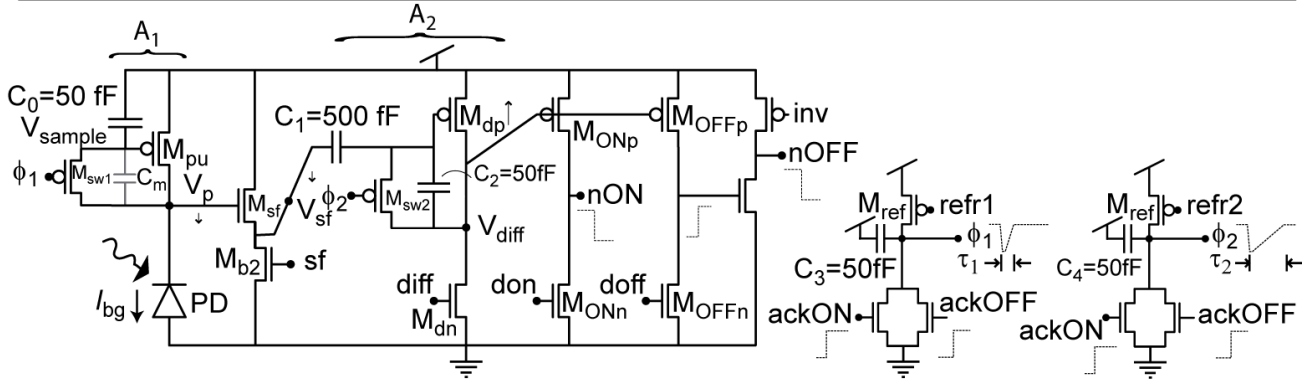 A1
A2
C0=50 fF
Vsample
Mpu
ϕ1
Msw1
Cm
Vp
Msf
C1=500 fF
Vsf
ϕ2
Msw2
C2=50fF
Mdp
Vdiff
MONp
MOFFp
inv
nON
nOFF
Mb2
sf
Ibg
PD
diff
Mdn
don
MONn
doff
MOFFn
Mref
refr1
ϕ1
C3=50fF
τ1
ackON
ackOFF
Mref
refr2
ϕ2
C4=50fF
τ2
ackON
ackOFF